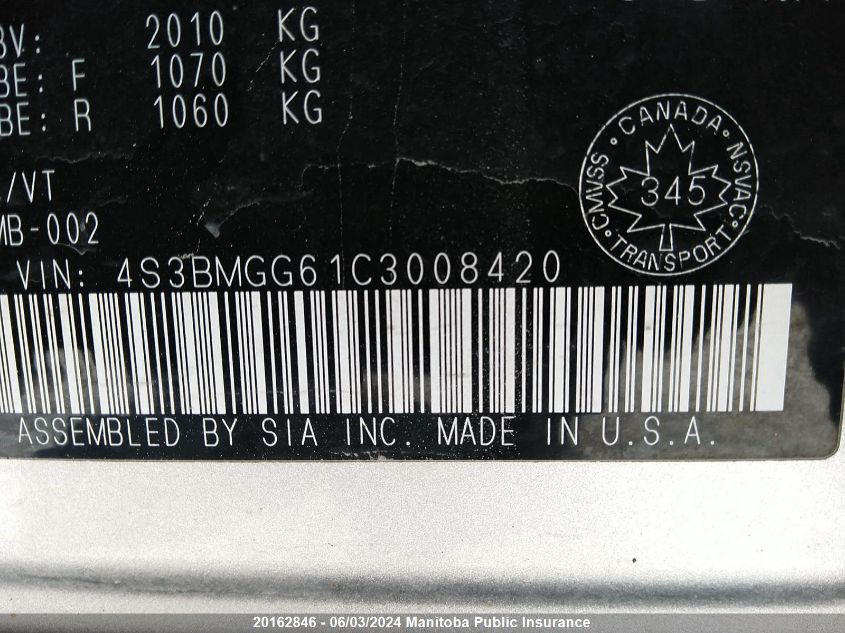 BV: 2010 KG
BE: F 1070 KG
BE: R 1060 KG
CANADA
CMVSS NSVAC
345
TRANSPORT
/VT
MB-002
VIN: 4S3BMGG61C3008420
ASSEMBLED BY SIA INC. MADE IN U.S.A.
20162846 - 06/03/2024 Manitoba Public Insurance